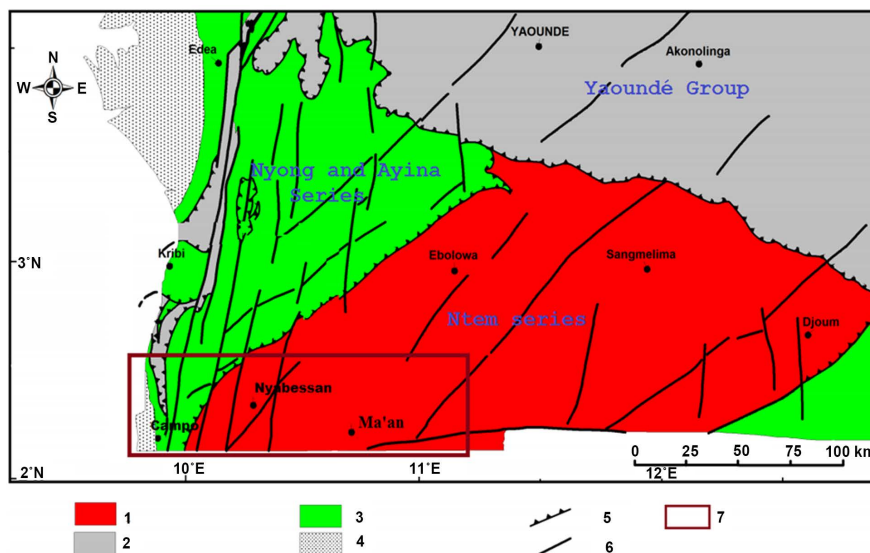 YAOUNDE
Edea
Akonolinga
N
W E
S
Yaoundé Group
Nyong and Ayina
Series
3°N
Kribi
Ebolowa
Sangmelima
Ntem series
Djoum
Nyabessan
Ma'an
Campo
0 25 50 75 100 km
2°N
10°E
11°E
12°E
1
3
5
7
2
4
6